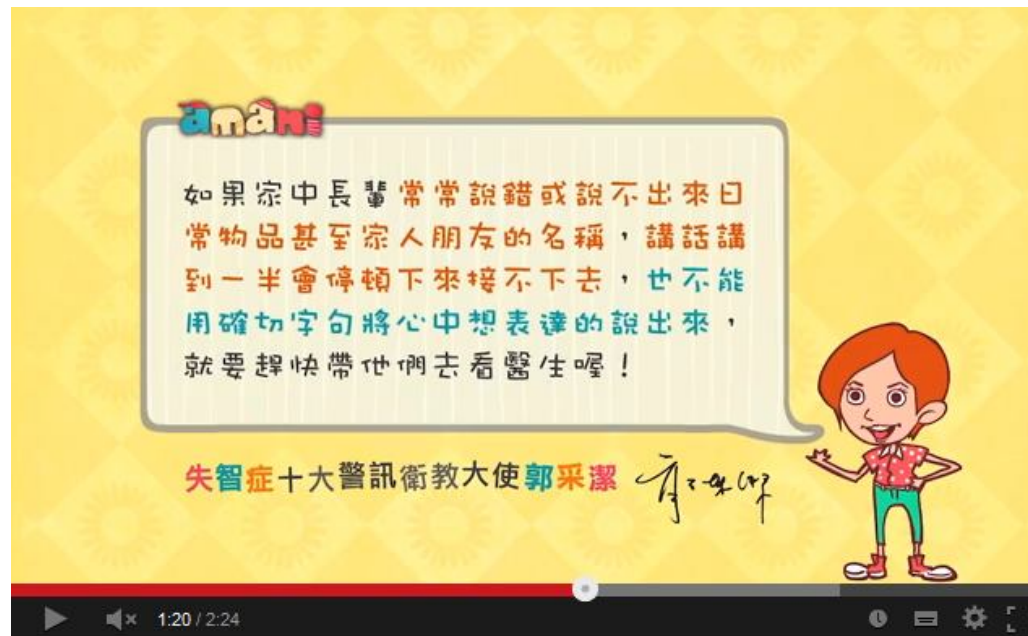 amani
如果家中長輩常常說錯或說不出來日
常物品甚至家人朋友的名稱，講話講
到一半會停頓下來接不下去，也不能
用確切字句將心中想表達的說出來，
就要趕快帶他們去看醫生喔！
失智症十大警訊衛教大使郭采潔
1:20 / 2:24